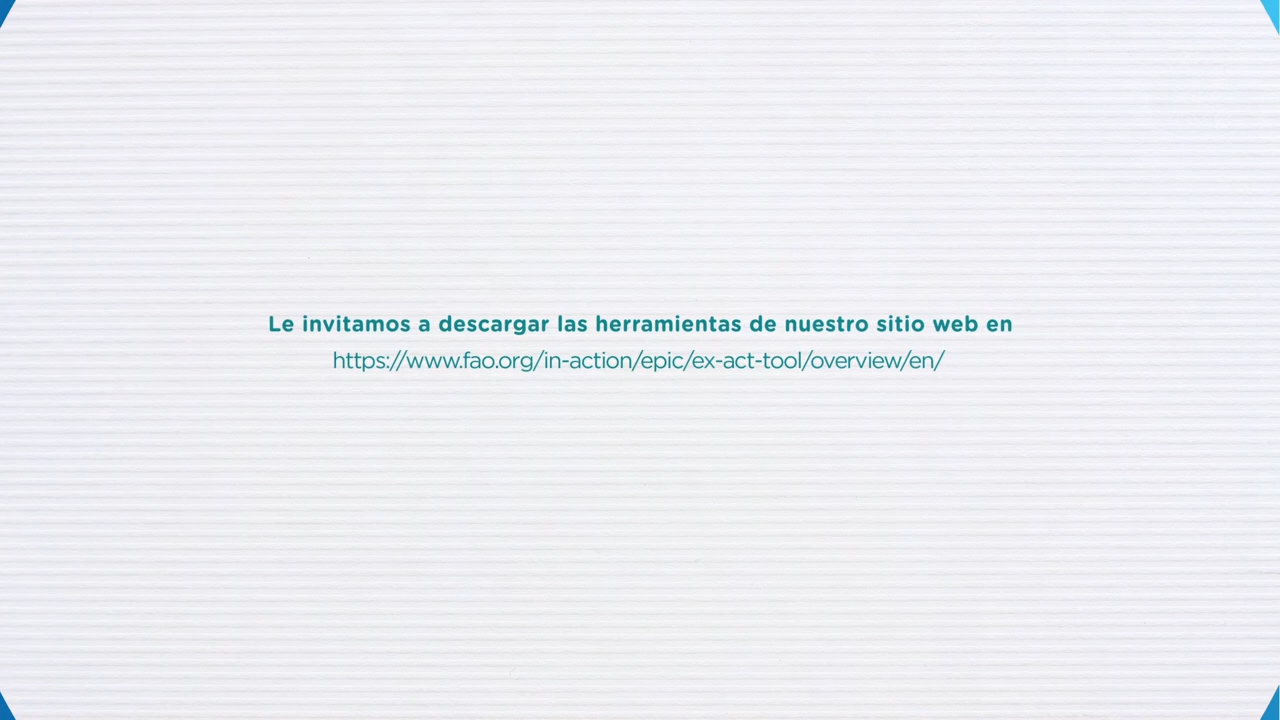 Le invitamos a descargar las herramientas de nuestro sitio web en
https://www.fao.org/in-action/epic/ex-act-tool/overview/en/